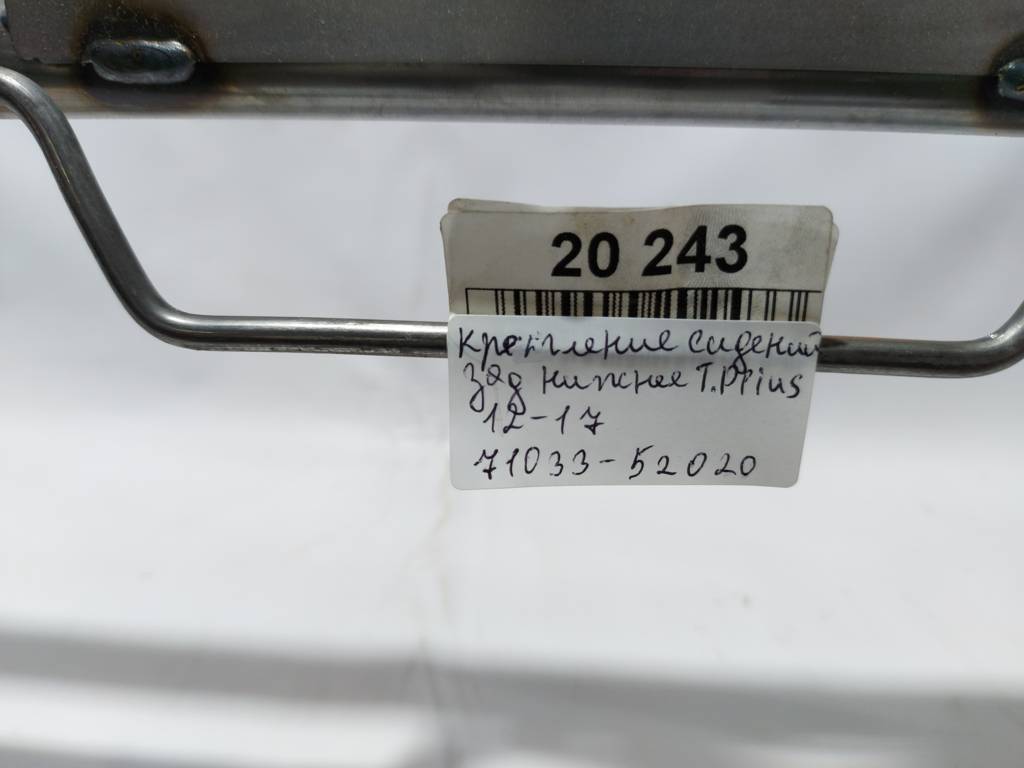 20 243
крепление сидений
зад нижнее T.Prius
12-17
71033-52020